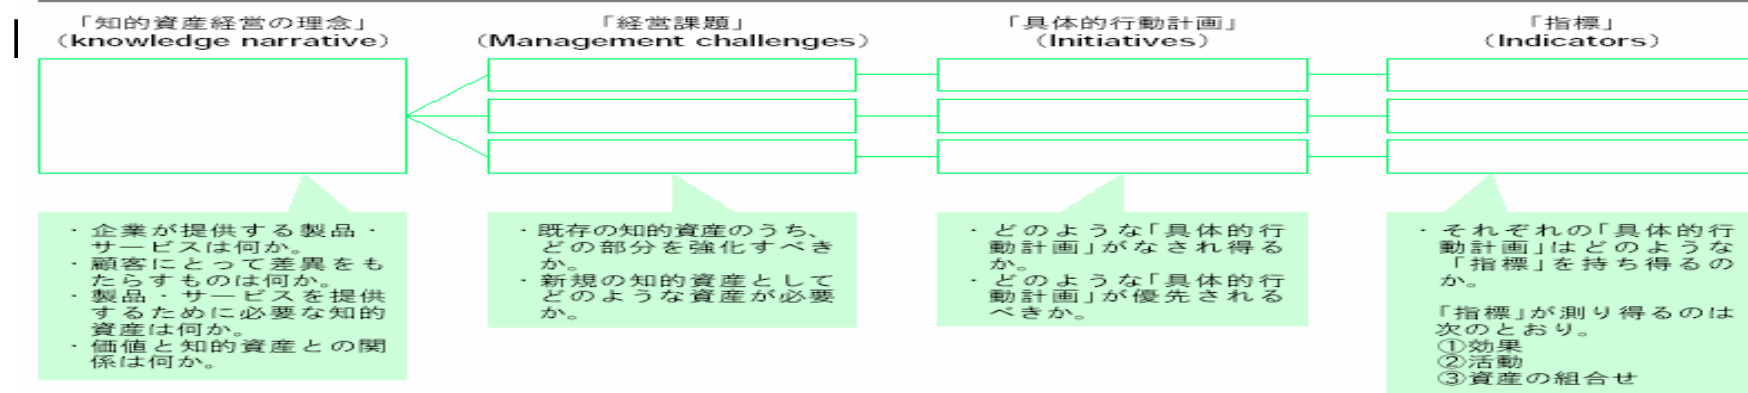 「知的資産経営の理念」
(knowledge narrative)
「経営課題」
(Management challenges)
「具体的行動計画」
(Initiatives)
「指標」
(Indicators)
・企業が提供する製品・
サービスは何か。
・顧客にとって差異をも
たらすものは何か。
・製品・サービスを提供
するために必要な知的
資産は何か。
・価値と知的資産との関
係は何か。
・既存の知的資産のうち、
どの部分を強化すべき
か。
・新規の知的資産として
どのような資産が必要
か。
・どのような「具体的行
動計画」がなされ得る
か。
・どのような「具体的行
動計画」が優先される
べきか。
・それぞれの「具体的行
動計画」はどのような
「指標」を持ち得るの
か。
「指標」が測り得るのは
次のとおり。
①効果
②活動
③資産の組合せ